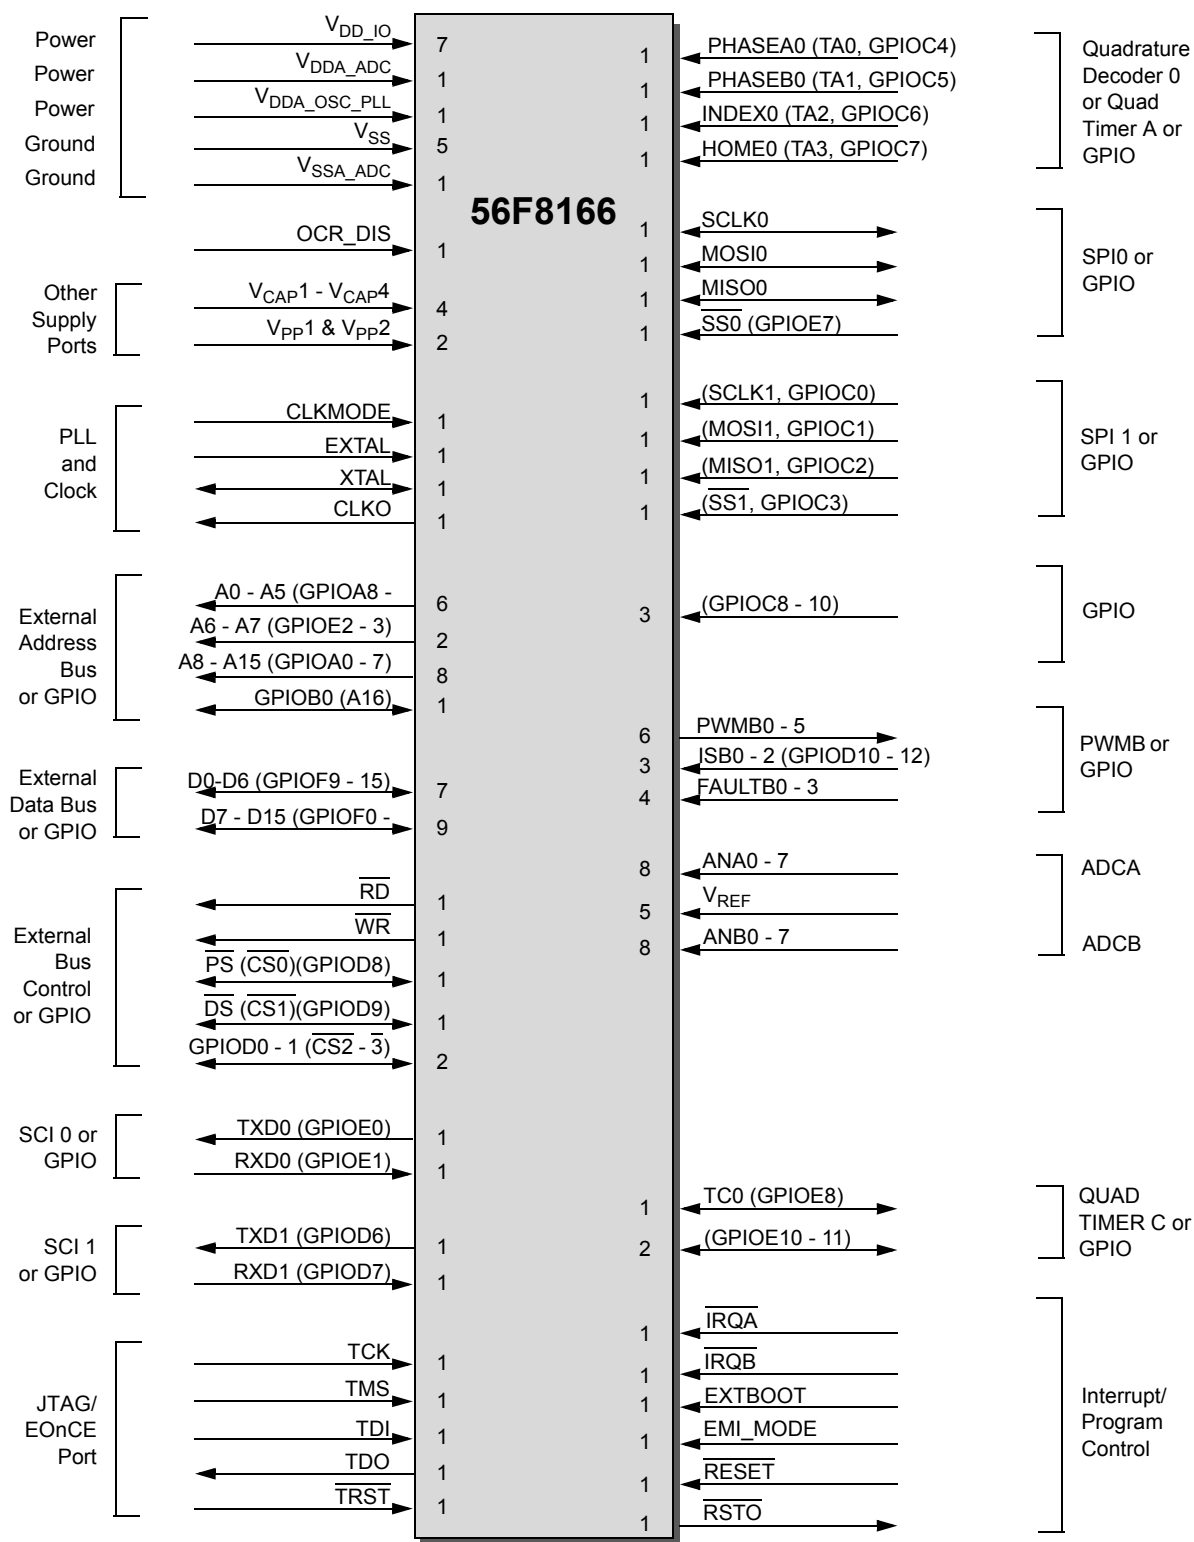 Power
Power
Power
Ground
Ground
VDD_IO
7
VDDA_ADC
1
VDDA_OSC_PLL
1
VSS
5
VSSA_ADC
1
OCR_DIS
1
Other
Supply
Ports
VCAP1 - VCAP4
4
VPP1 & VPP2
2
PLL
and
Clock
CLKMODE
1
EXTAL
1
XTAL
1
CLKO
1
External
Address
Bus
or GPIO
A0 - A5 (GPIOA8 -
6
A6 - A7 (GPIOE2 - 3)
2
A8 - A15 (GPIOA0 - 7)
8
GPIOB0 (A16)
1
External
Data Bus
or GPIO
D0-D6 (GPIOF9 - 15)
7
D7 - D15 (GPIOF0 -
9
External
Bus
Control
or GPIO
RD
1
WR
1
PS (CS0)(GPIOD8)
1
DS (CS1)(GPIOD9)
1
GPIOD0 - 1 (CS2 - 3)
2
SCI 0 or
GPIO
TXD0 (GPIOE0)
1
RXD0 (GPIOE1)
1
SCI 1
or GPIO
TXD1 (GPIOD6)
1
RXD1 (GPIOD7)
1
JTAG/
EOnCE
Port
TCK
1
TMS
1
TDI
1
TDO
1
TRST
1
56F8166
1
PHASEA0 (TA0, GPIOC4)
1
PHASEB0 (TA1, GPIOC5)
1
INDEX0 (TA2, GPIOC6)
1
HOME0 (TA3, GPIOC7)
Quadrature
Decoder 0
or Quad
Timer A or
GPIO
1
SCLK0
1
MOSI0
1
MISO0
1
SS0 (GPIOE7)
SPI0 or
GPIO
1
(SCLK1, GPIOC0)
1
(MOSI1, GPIOC1)
1
(MISO1, GPIOC2)
1
(SS1, GPIOC3)
SPI 1 or
GPIO
3
(GPIOC8 - 10)
GPIO
6
PWMB0 - 5
3
ISB0 - 2 (GPIOD10 - 12)
4
FAULTB0 - 3
PWMB or
GPIO
8
ANA0 - 7
5
VREF
8
ANB0 - 7
ADCA
ADCB
1
TC0 (GPIOE8)
2
(GPIOE10 - 11)
QUAD
TIMER C or
GPIO
1
IRQA
1
IRQB
1
EXTBOOT
1
EMI_MODE
1
RESET
1
RSTO
Interrupt/
Program
Control